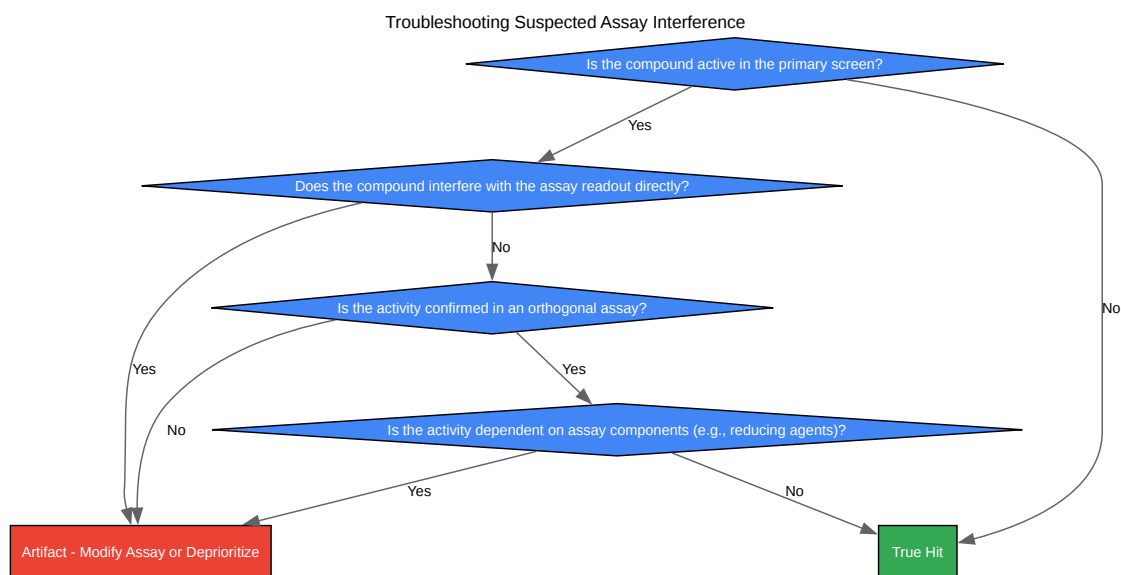 Troubleshooting Suspected Assay Interference
Is the compound active in the primary screen?
Yes
Does the compound interfere with the assay readout directly?
No
Is the activity confirmed in an orthogonal assay?
No
Yes
Yes
No
Is the activity dependent on assay components (e.g., reducing agents)?
Yes
No
Artifact - Modify Assay or Deprioritize
True Hit